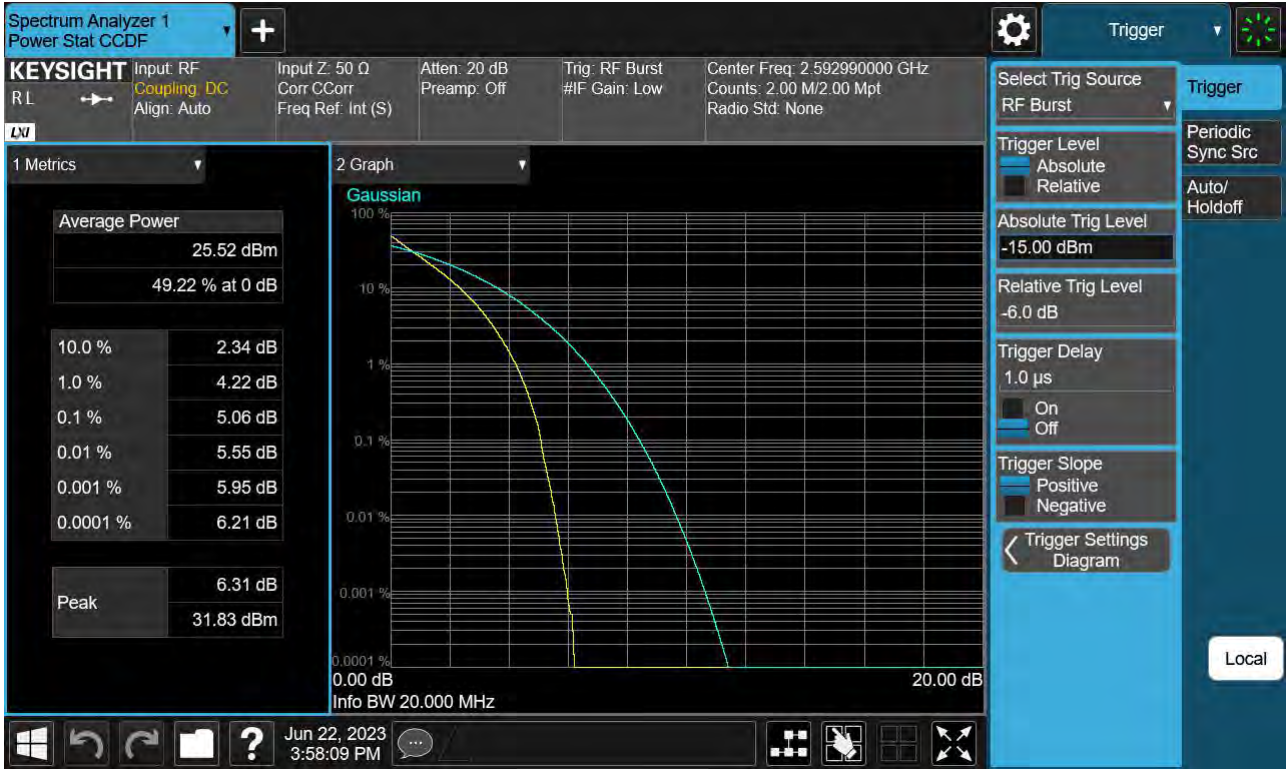 Spectrum Analyzer 1
Power Stat CCDF
+
Trigger
KEYSIGHT
R L
LXI
Input: RF
Coupling: DC
Align: Auto
Input Z: 50 Ω
Corr CCorr
Freq Ref: Int (S)
Atten: 20 dB
Preamp: Off
Trig: RF Burst
#IF Gain: Low
Center Freq: 2.592990000 GHz
Counts: 2.00 M/2.00 Mpt
Radio Std: None
1 Metrics
Average Power
25.52 dBm
49.22 % at 0 dB
10.0 % 2.34 dB
1.0 % 4.22 dB
0.1 % 5.06 dB
0.01 % 5.55 dB
0.001 % 5.95 dB
0.0001 % 6.21 dB
Peak
6.31 dB
31.83 dBm
2 Graph
Gaussian
100 %
10 %
1 %
0.1 %
0.01 %
0.001 %
0.0001 %
0.00 dB 20.00 dB
Info BW 20.000 MHz
Select Trig Source
RF Burst
Trigger Level
Absolute
Relative
Absolute Trig Level
-15.00 dBm
Relative Trig Level
-6.0 dB
Trigger Delay
1.0 µs
On
Off
Trigger Slope
Positive
Negative
Trigger Settings
Diagram
Trigger
Periodic
Sync Src
Auto/
Holdoff
Local
?
Jun 22, 2023
3:58:09 PM